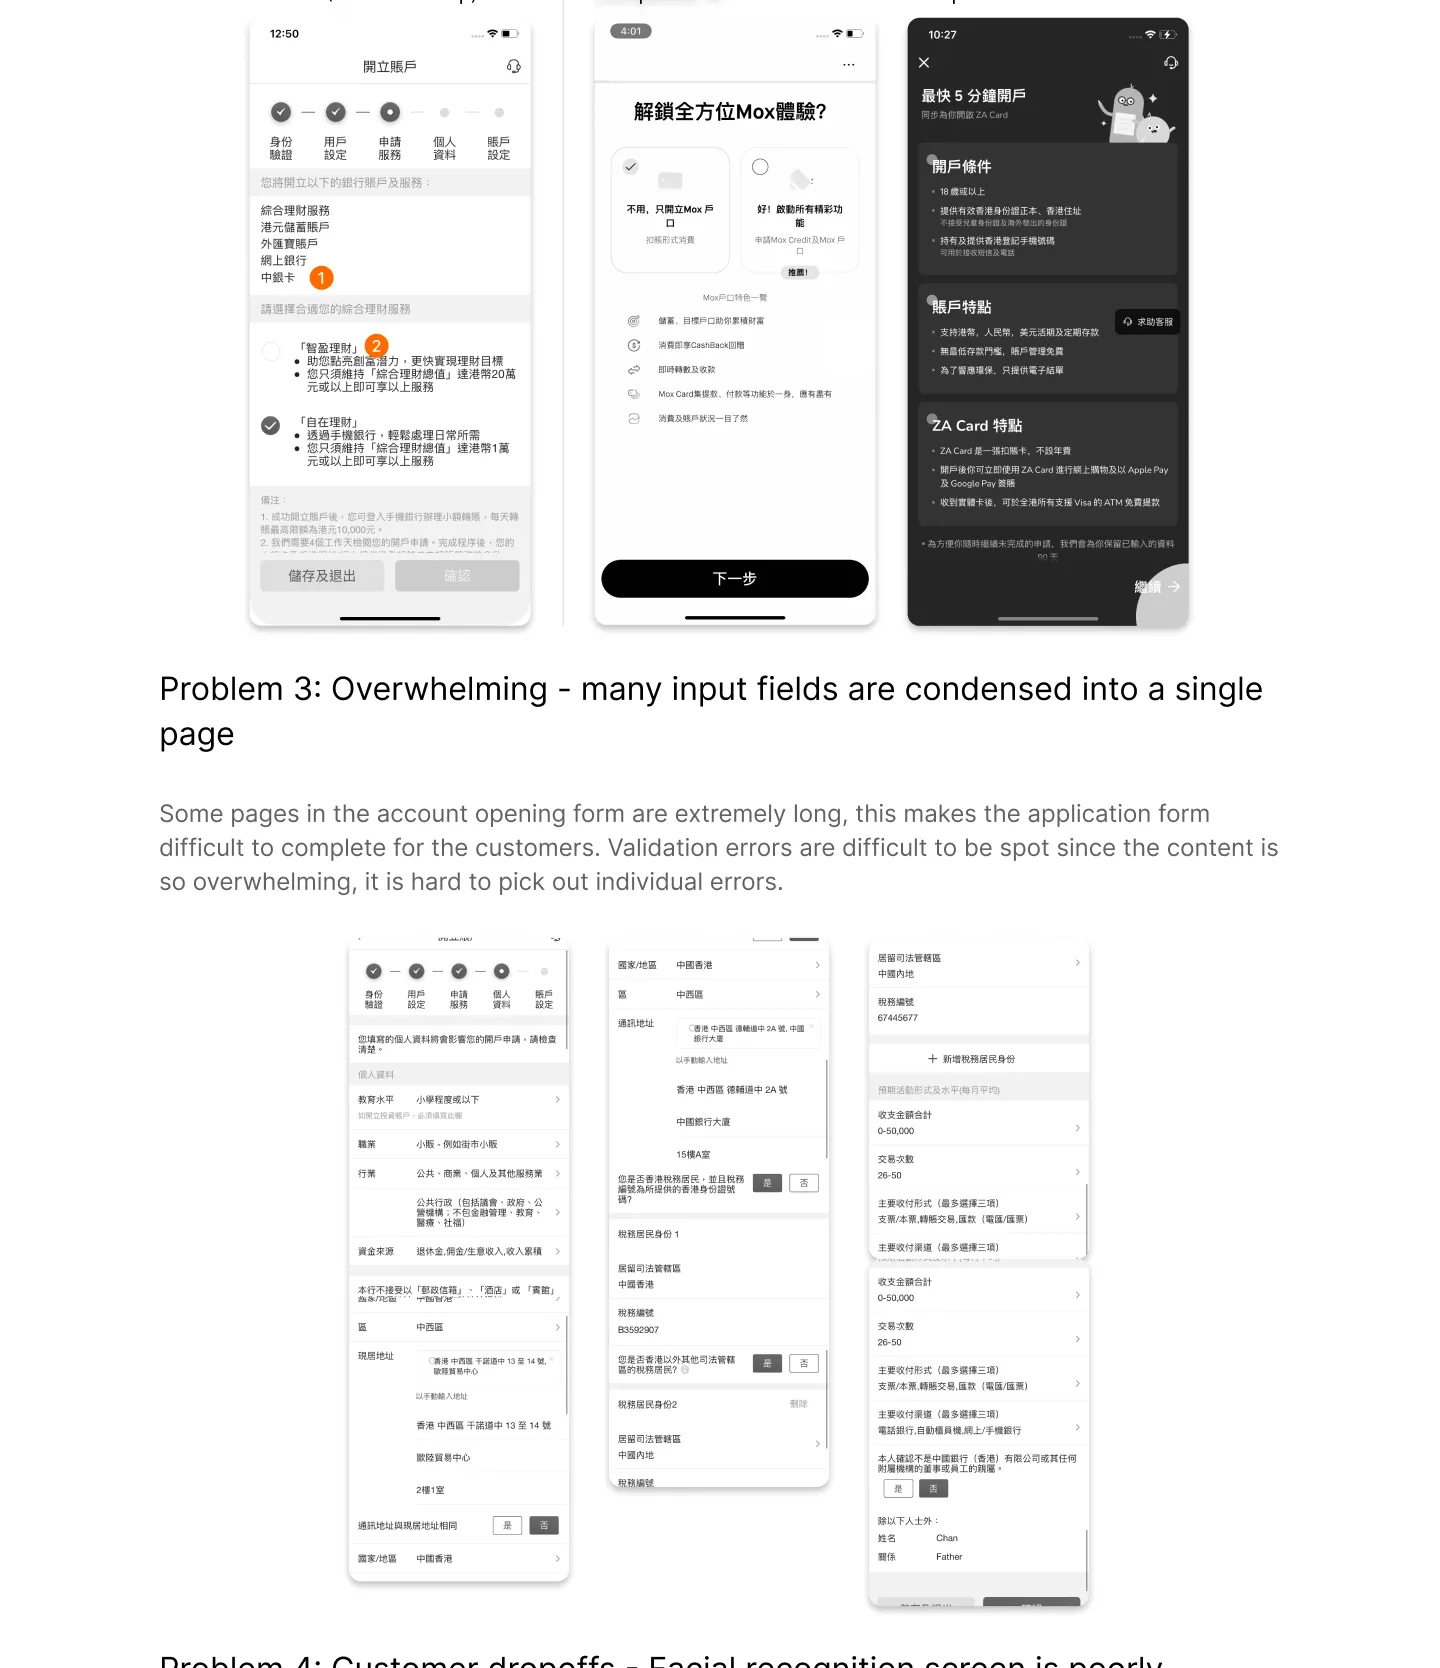 12:50
開立賬戶
身份 用戶 申請 個人 賬戶
驗證 設定 服務 資料 設定
您將開立以下的銀行賬戶及服務：
綜合理財服務
港元儲蓄賬戶
外匯寶賬戶
網上銀行
中銀卡 1
請選擇合適您的綜合理財服務
「智盈理財」 2
• 助您點亮創富潛力，更快實現理財目標
• 您只須維持「綜合理財總值」達港幣20萬
元或以上即可享以上服務
「自在理財」
• 透過手機銀行，輕鬆處理日常所需
• 您只須維持「綜合理財總值」達港幣1萬
元或以上即可享以上服務
備注：
1. 成功開立賬戶後，您可登入手機銀行辦理小額轉賬，每天轉
賬最高限額為港元10,000元。
2. 我們需要4個工作天檢閱您的開戶申請。完成程序後，您的
儲存及退出 確認
4:01
解鎖全方位Mox體驗?
不用，只開立Mox 戶
口
扣賬形式消費
好！啟動所有精彩功
能
申請Mox Credit及Mox 戶
口
推薦!
Mox戶口特色一覽
儲蓄、目標戶口助你累積財富
消費即享CashBack回贈
即時轉數及收款
Mox Card集提款、付款等功能於一身，應有盡有
消費及賬戶狀況一目了然
下一步
10:27
最快 5 分鐘開戶
同步為你開啟 ZA Card
開戶條件
• 18 歲或以上
• 提供有效香港身份證正本、香港住址
不接受兒童身份證及海外發出的身份證
• 持有及提供香港登記手機號碼
可用於接收短信及電話
賬戶特點
求助客服
• 支持港幣，人民幣，美元活期及定期存款
• 無最低存款門檻，賬戶管理免費
• 為了響應環保，只提供電子結單
ZA Card 特點
• ZA Card 是一張扣賬卡，不設年費
• 開戶後你可立即使用 ZA Card 進行網上購物及以 Apple Pay
及 Google Pay 簽賬
• 收到實體卡後，可於全港所有支援 Visa 的 ATM 免費提款
• 為方便你隨時繼續未完成的申請，我們會為你保留已輸入的資料
90 天
繼續
Problem 3: Overwhelming - many input fields are condensed into a single
page
Some pages in the account opening form are extremely long, this makes the application form
difficult to complete for the customers. Validation errors are difficult to be spot since the content is
so overwhelming, it is hard to pick out individual errors.
身份 用戶 申請 個人 賬戶
驗證 設定 服務 資料 設定
您填寫的個人資料將會影響您的開戶申請，請檢查
清楚。
個人資料
教育水平 小學程度或以下
如開立投資賬戶，必須填寫此欄
職業 小販 - 例如街市小販
行業 公共、商業、個人及其他服務業
公共行政（包括議會、政府、公
營機構；不包金融管理、教育、
醫療、社福）
資金來源 退休金,佣金/生意收入,收入累積
本行不接受以「郵政信箱」、「酒店」或 「賓館」
區 中西區
現居地址 香港 中西區 干諾道中 13 至 14 號,
歐陸貿易中心
以手動輸入地址
香港 中西區 干諾道中 13 至 14 號
歐陸貿易中心
2樓1室
通訊地址與現居地址相同 是 否
國家/地區 中國香港
國家/地區 中國香港
區 中西區
通訊地址 香港 中西區 德輔道中 2A 號, 中國
銀行大廈
以手動輸入地址
香港 中西區 德輔道中 2A 號
中國銀行大廈
15樓A室
您是否香港稅務居民，並且稅務
編號為所提供的香港身份證號
碼? 是 否
稅務居民身份 1
居留司法管轄區
中國香港
稅務編號
B3592907
您是否香港以外其他司法管轄
區的稅務居民? 是 否
稅務居民身份2 刪除
居留司法管轄區
中國內地
稅務編號
居留司法管轄區
中國內地
稅務編號
67445677
+ 新增稅務居民身份
預期活動形式及水平(每月平均)
收支金額合計
0-50,000
交易次數
26-50
主要收付形式（最多選擇三項）
支票/本票,轉賬交易,匯款（電匯/匯票）
主要收付渠道（最多選擇三項）
收支金額合計
0-50,000
交易次數
26-50
主要收付形式（最多選擇三項）
支票/本票,轉賬交易,匯款（電匯/匯票）
主要收付渠道（最多選擇三項）
電話銀行,自動櫃員機,網上/手機銀行
本人確認不是中國銀行（香港）有限公司或其任何
附屬機構的董事或員工的親屬。
是 否
除以下人士外：
姓名 Chan
關係 Father
Problem 4: Customer dropoffs - Facial recognition screen is poorly